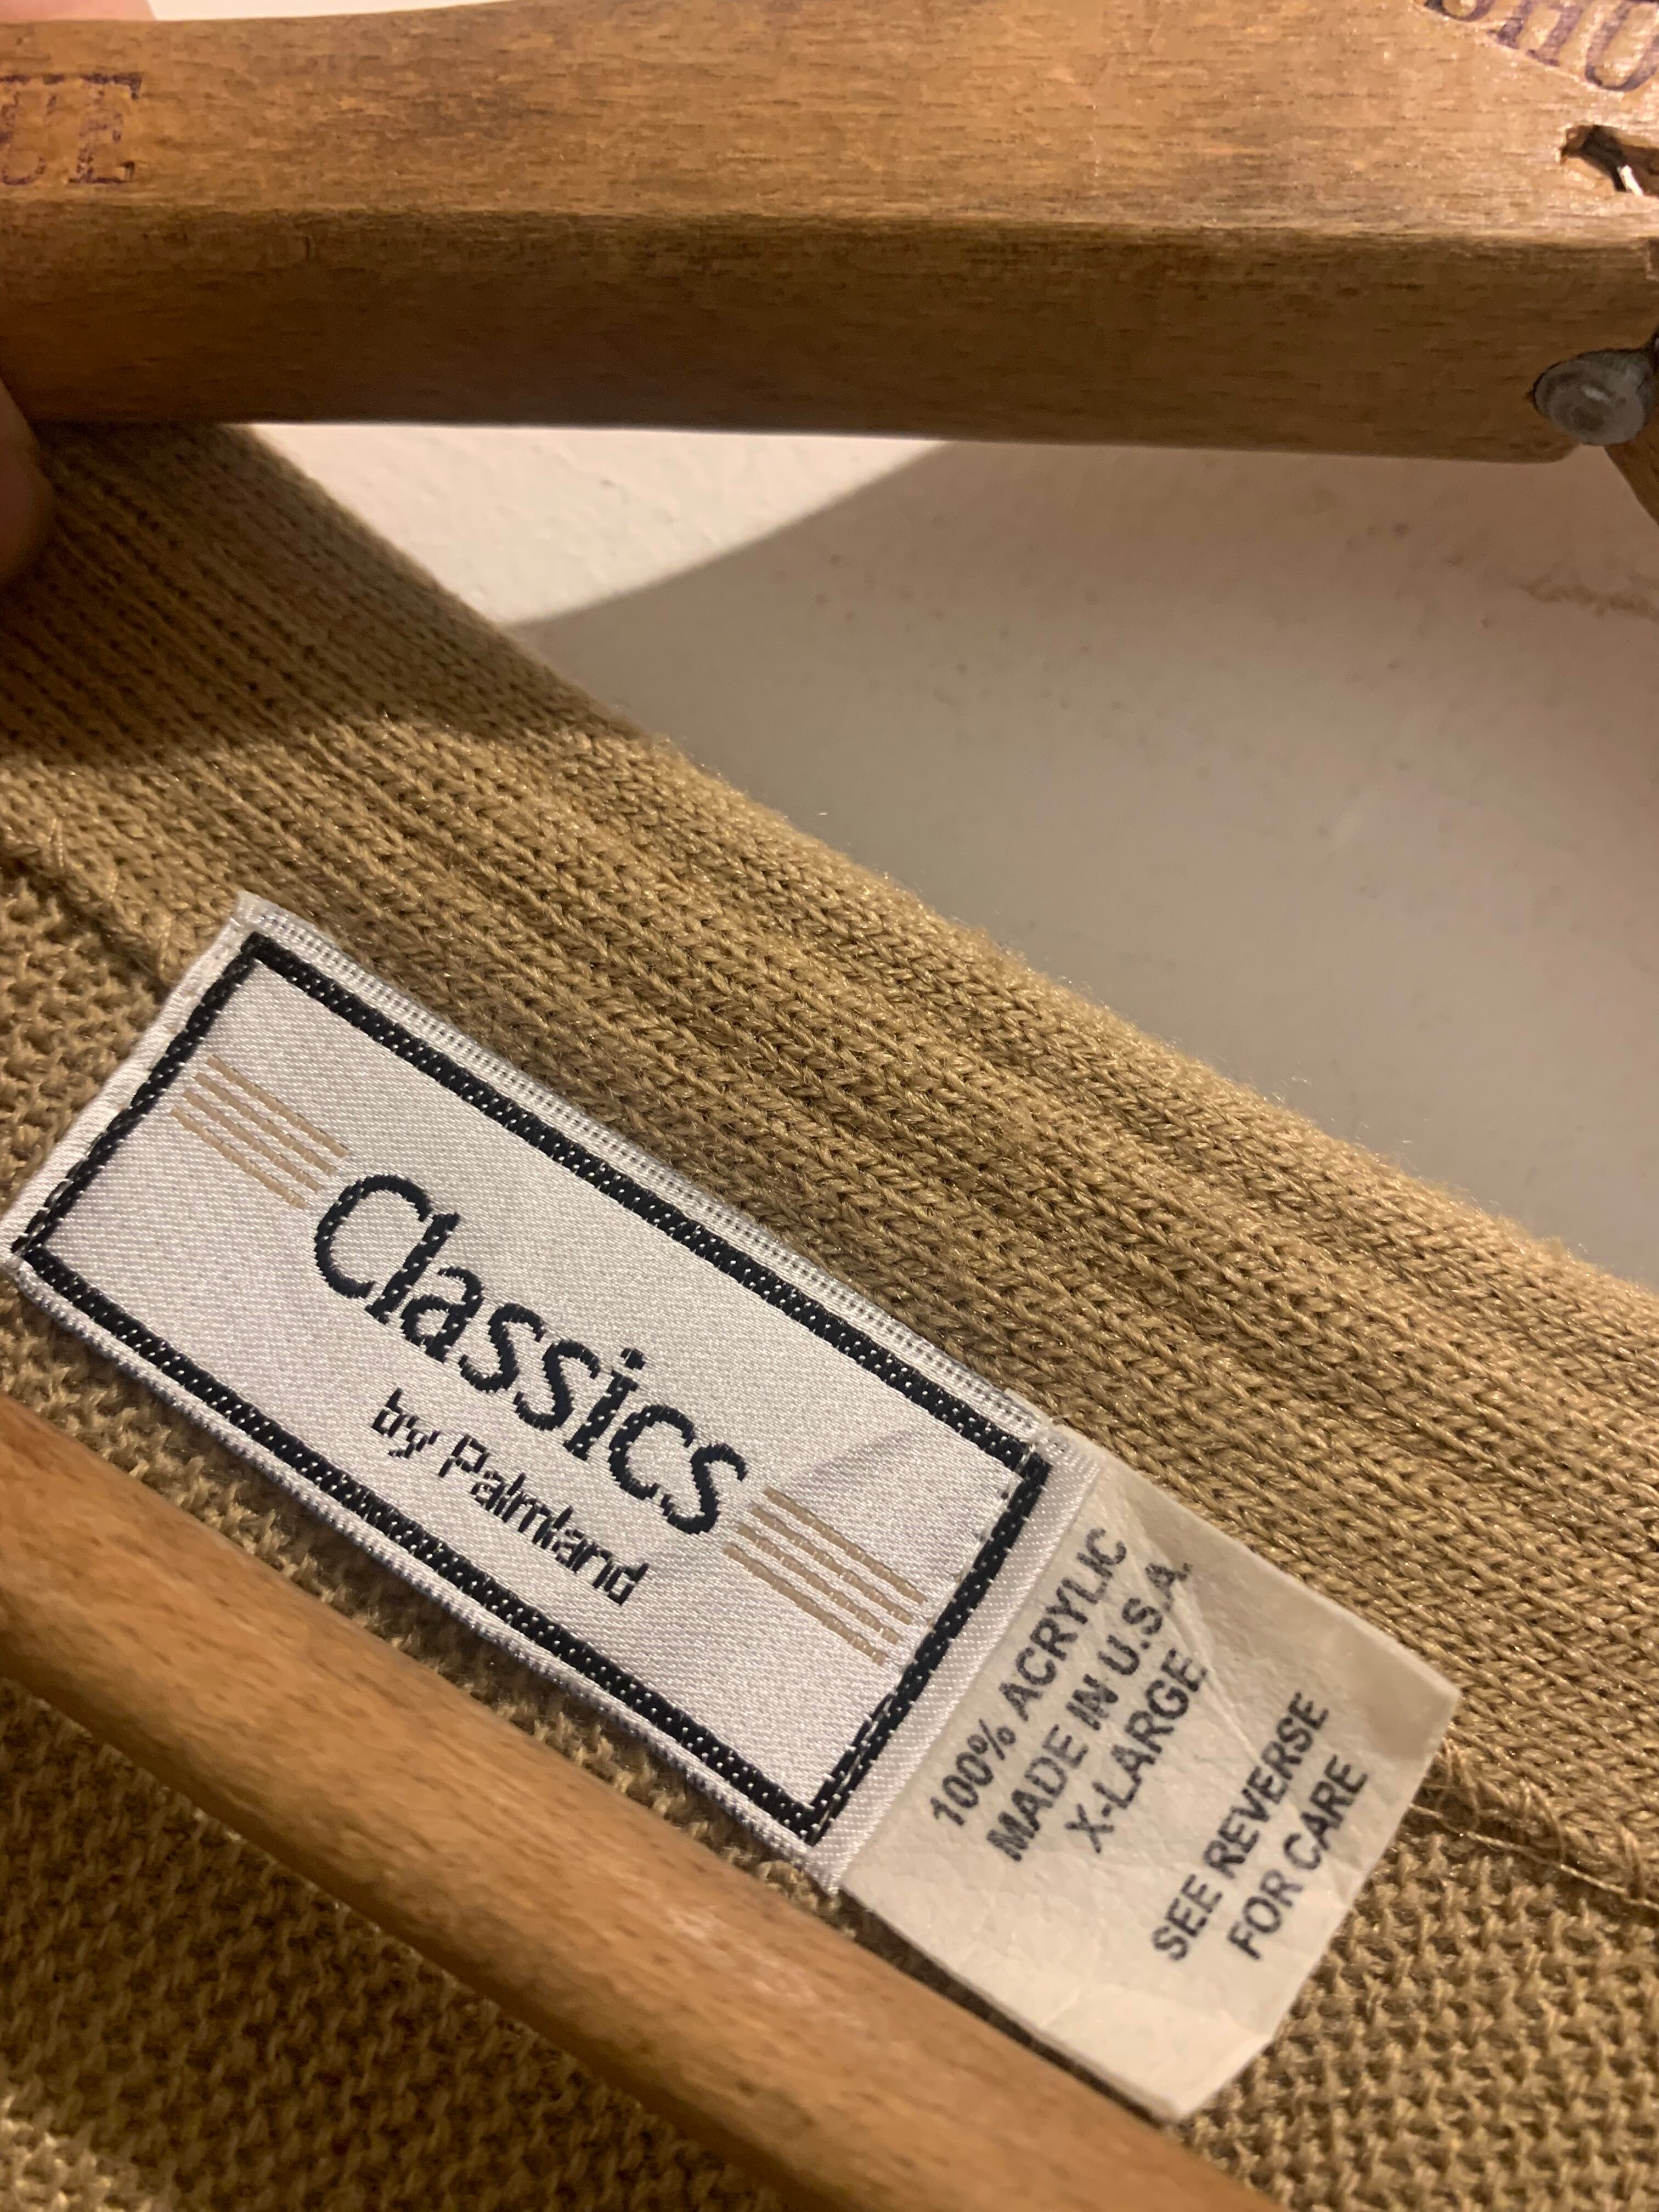 Classics
by Palmland
100% ACRYLIC
MADE IN U.S.A.
X-LARGE
SEE REVERSE
FOR CARE